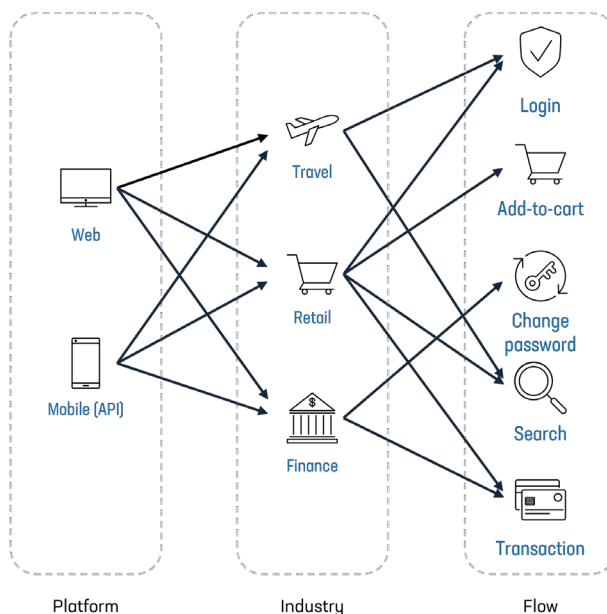 Login
Travel
Add-to-cart
Web
Retail
Change
password
Mobile (API)
$
Search
Finance
Transaction
Platform
Industry
Flow